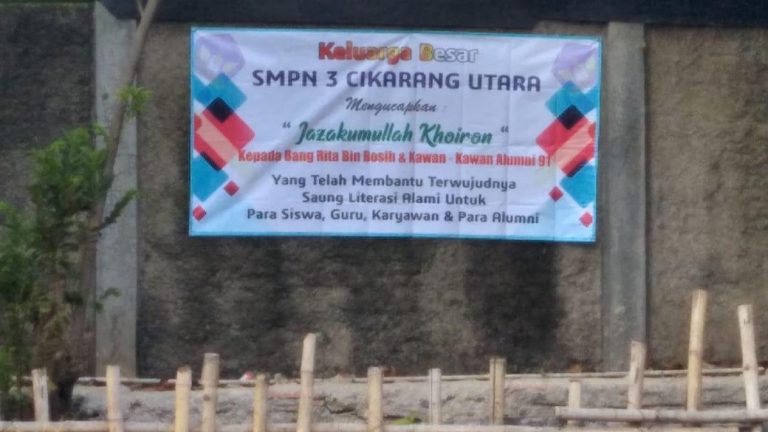 Keluarga Besar
SMPN 3 CIKARANG UTARA
Mengucapkan :
“ Jazakumullah Khoiron “
Kepada Bang Rita Bin Bosih & Kawan - Kawan Alumni 91
Yang Telah Membantu Terwujudnya
Saung Literasi Alami Untuk
Para Siswa, Guru, Karyawan & Para Alumni